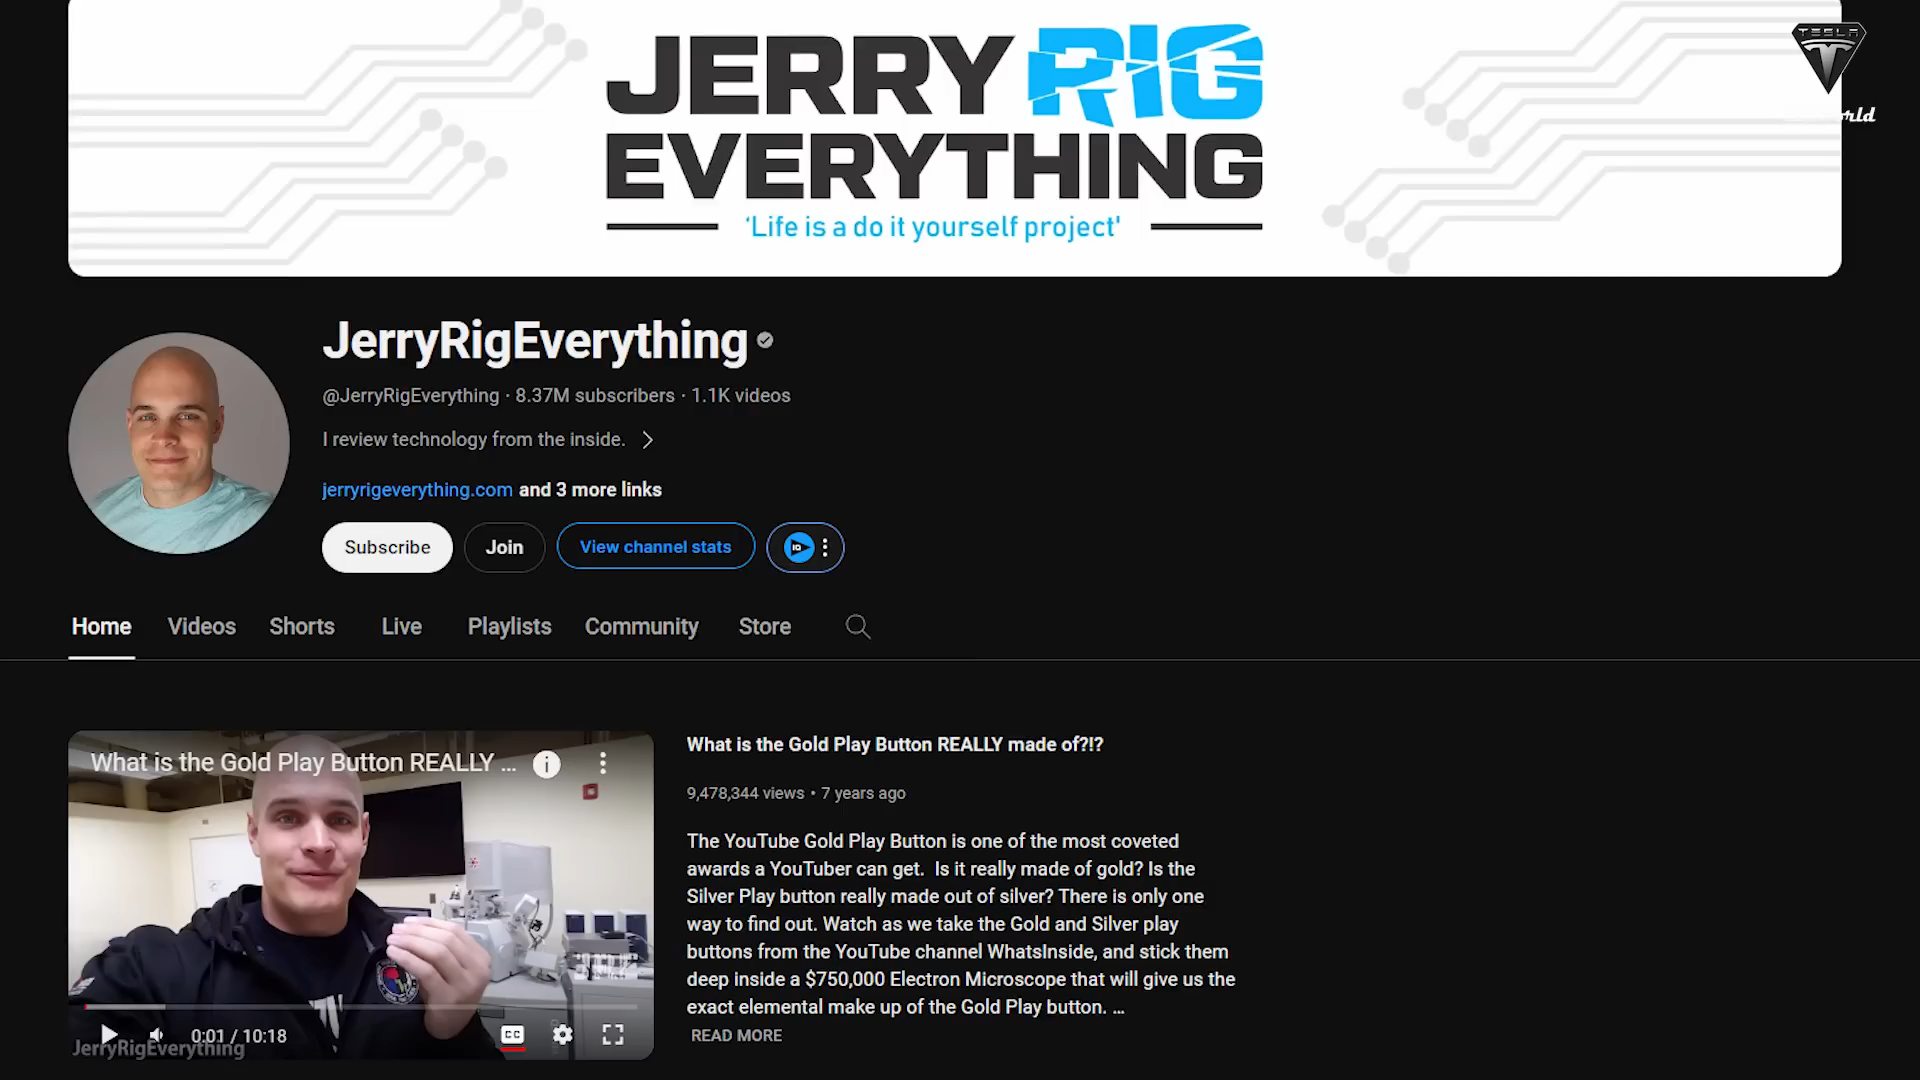 JERRY RIG
EVERYTHING
'Life is a do it yourself project'
TESLA
JerryRigEverything
@JerryRigEverything · 8.37M subscribers · 1.1K videos
I review technology from the inside.
jerryrigeverything.com and 3 more links
Subscribe
Join
View channel stats
IQ
Home
Videos
Shorts
Live
Playlists
Community
Store
What is the Gold Play Button REALLY ...
0:01 / 10:18
CC
JerryRigEverything
What is the Gold Play Button REALLY made of?!?
9,478,344 views • 7 years ago
The YouTube Gold Play Button is one of the most coveted
awards a YouTuber can get.  Is it really made of gold? Is the
Silver Play button really made out of silver? There is only one
way to find out. Watch as we take the Gold and Silver play
buttons from the YouTube channel WhatsInside, and stick them
deep inside a $750,000 Electron Microscope that will give us the
exact elemental make up of the Gold Play button. ...
READ MORE